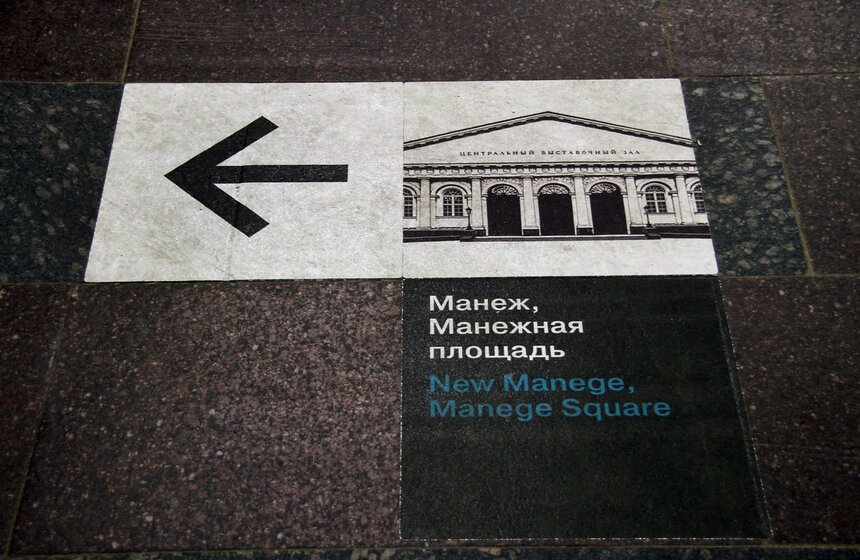 ЦЕНТРАЛЬНЫЙ ВЫСТАВОЧНЫЙ ЗАЛ
Манеж,
Манежная
площадь
New Manege,
Manege Square